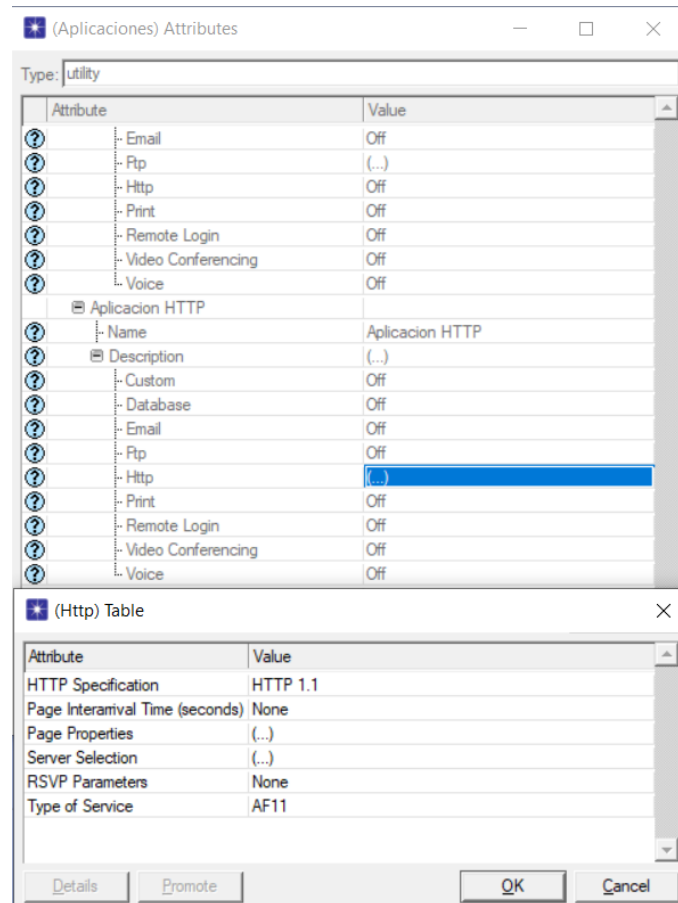 (Aplicaciones) Attributes
Type: utility
Attribute Value
? Email Off
? Ftp (...)
? Http Off
? Print Off
? Remote Login Off
? Video Conferencing Off
? Voice Off
Aplicacion HTTP
? Name Aplicacion HTTP
? Description (...)
? Custom Off
? Database Off
? Email Off
? Ftp Off
? Http (...)
? Print Off
? Remote Login Off
? Video Conferencing Off
? Voice Off
(Http) Table
Attribute Value
HTTP Specification HTTP 1.1
Page Interarrival Time (seconds) None
Page Properties (...)
Server Selection (...)
RSVP Parameters None
Type of Service AF11
Details Promote OK Cancel